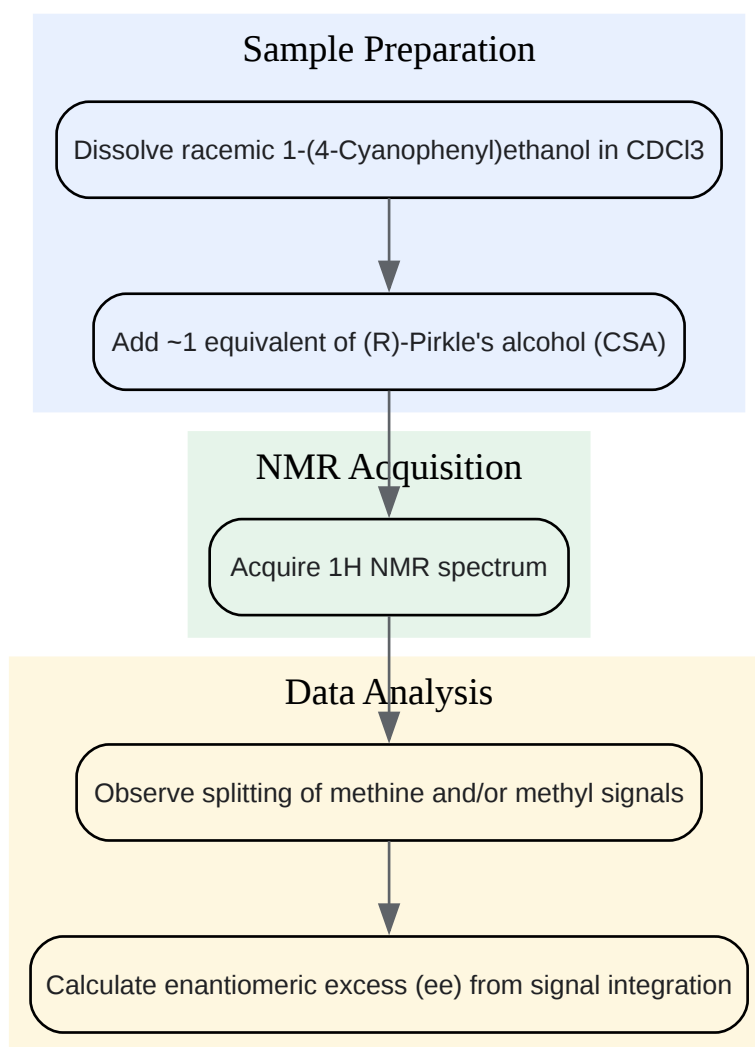 Sample Preparation
Dissolve racemic 1-(4-Cyanophenyl)ethanol in CDCl3
Add ~1 equivalent of (R)-Pirkle's alcohol (CSA)
NMR Acquisition
Acquire 1H NMR spectrum
Data Analysis
Observe splitting of methine and/or methyl signals
Calculate enantiomeric excess (ee) from signal integration